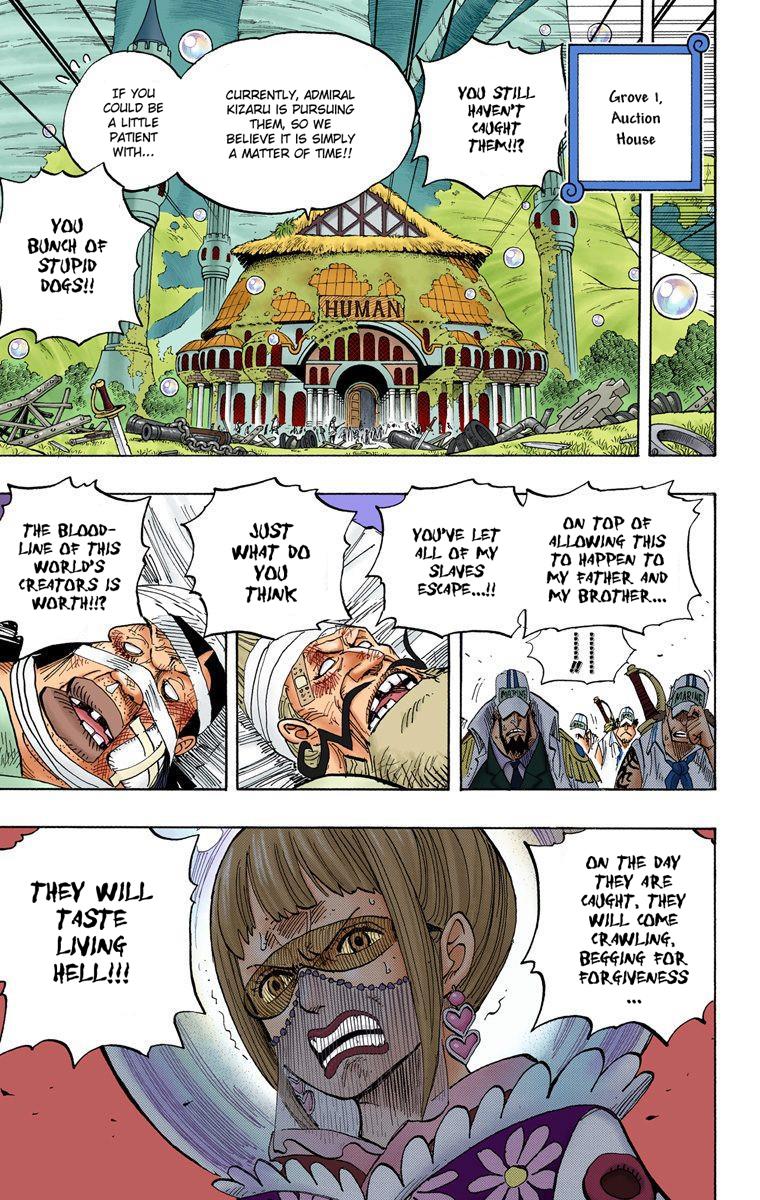 Grove 1,
Auction
House
YOU STILL
HAVEN'T
CAUGHT
THEM!!?
CURRENTLY, ADMIRAL
KIZARU IS PURSUING
THEM, SO WE
BELIEVE IT IS SIMPLY
A MATTER OF TIME!!
IF YOU
COULD BE
A LITTLE
PATIENT
WITH...
YOU
BUNCH OF
STUPID
DOGS!!
HUMAN
ON TOP OF
ALLOWING THIS
TO HAPPEN TO
MY FATHER AND
MY BROTHER...
YOU'VE LET
ALL OF MY
SLAVES
ESCAPE...!!
......!!
MARINE
MARINE
JUST
WHAT DO
YOU
THINK
THE BLOOD-
LINE OF THIS
WORLD'S
CREATORS IS
WORTH!!?
ON THE DAY
THEY ARE
CAUGHT, THEY
WILL COME
CRAWLING,
BEGGING FOR
FORGIVENESS
...
THEY WILL
TASTE
LIVING
HELL!!!